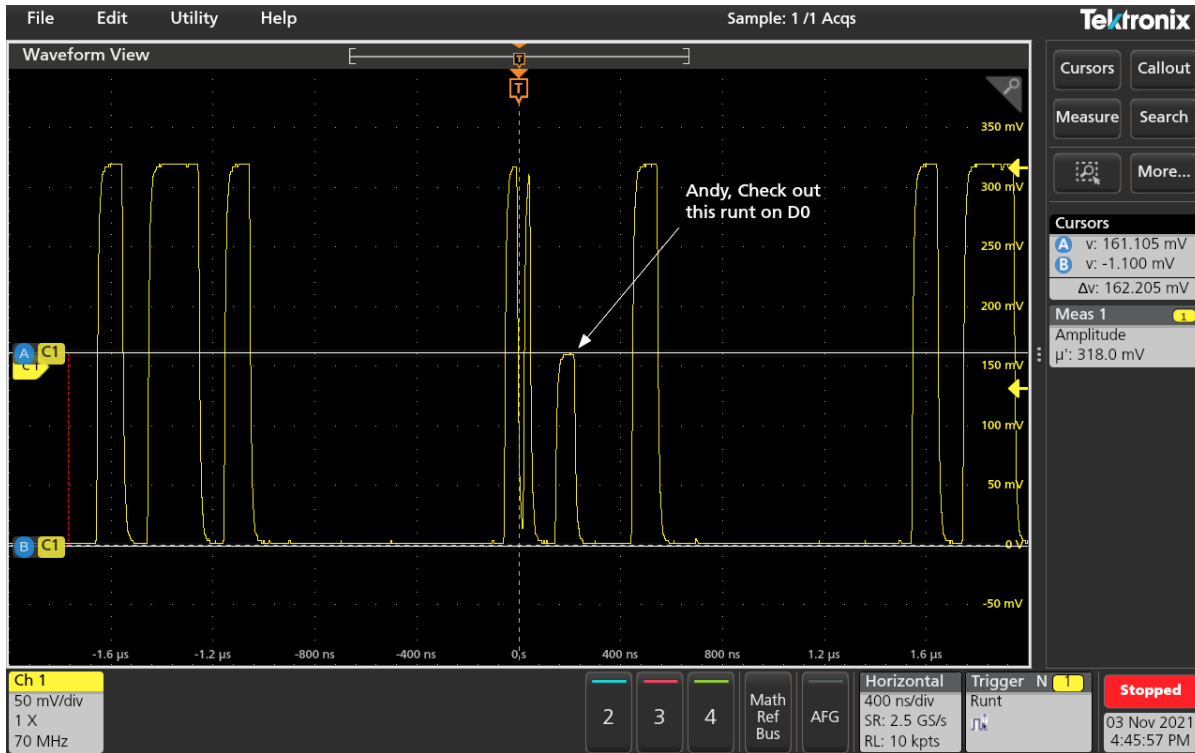 File Edit Utility Help Sample: 1 /1 Acqs Tektronix
Waveform View
T
T
Cursors Callout
Measure Search
More...
350 mV
300 mV
250 mV
200 mV
150 mV
100 mV
50 mV
0 V
-50 mV
Andy, Check out
this runt on D0
A C1
C1
B C1
-1.6 µs -1.2 µs -800 ns -400 ns 0 s 400 ns 800 ns 1.2 µs 1.6 µs
Cursors
A v: 161.105 mV
B v: -1.100 mV
Δv: 162.205 mV
Meas 1 1
Amplitude
µ': 318.0 mV
Ch 1
50 mV/div
1 X
70 MHz
2 3 4
Math
Ref
Bus
AFG
Horizontal
400 ns/div
SR: 2.5 GS/s
RL: 10 kpts
Trigger N 1
Runt
Stopped
03 Nov 2021
4:45:57 PM